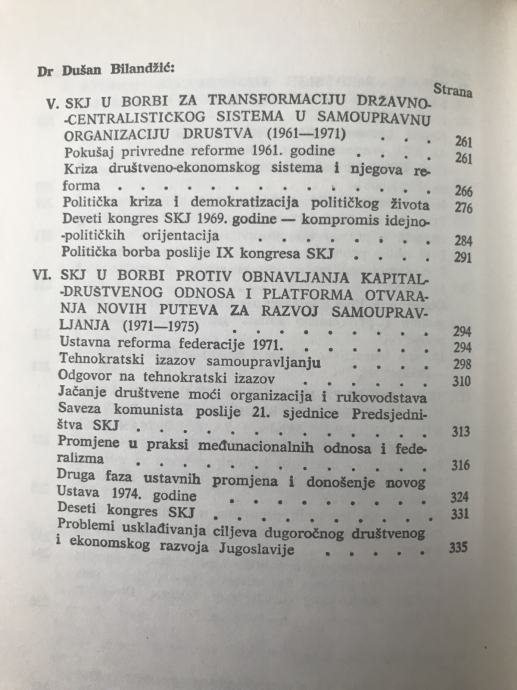 Dr Dušan Bilandžić:
Strana
V. SKJ U BORBI ZA TRANSFORMACIJU DRŽAVNO-
-CENTRALISTIČKOG SISTEMA U SAMOUPRAVNU
ORGANIZACIJU DRUŠTVA (1961—1971) . . . 261
Pokušaj privredne reforme 1961. godine . . . . 261
Kriza društveno-ekonomskog sistema i njegova re-
forma . . . . . . . . . . . . . . 266
Politička kriza i demokratizacija političkog života 276
Deveti kongres SKJ 1969. godine — kompromis idejno-
-političkih orijentacija . . . . . . . . 284
Politička borba poslije IX kongresa SKJ . . . . 291
VI. SKJ U BORBI PROTIV OBNAVLJANJA KAPITAL-
-DRUŠTVENOG ODNOSA I PLATFORMA OTVARA-
NJA NOVIH PUTEVA ZA RAZVOJ SAMOUPRAV-
LJANJA (1971—1975) . . . . . . . . . 294
Ustavna reforma federacije 1971. . . . . . . 294
Tehnokratski izazov samoupravljanju . . . . . 298
Odgovor na tehnokratski izazov . . . . . . 310
Jačanje društvene moći organizacija i rukovodstava
Saveza komunista poslije 21. sjednice Predsjedni-
štva SKJ . . . . . . . . . . . . 313
Promjene u praksi međunacionalnih odnosa i fede-
ralizma . . . . . . . . . . . . 316
Druga faza ustavnih promjena i donošenje novog
Ustava 1974. godine . . . . . . . . 324
Deseti kongres SKJ . . . . . . . . . . 331
Problemi usklađivanja ciljeva dugoročnog društvenog
i ekonomskog razvoja Jugoslavije . . . . . 335